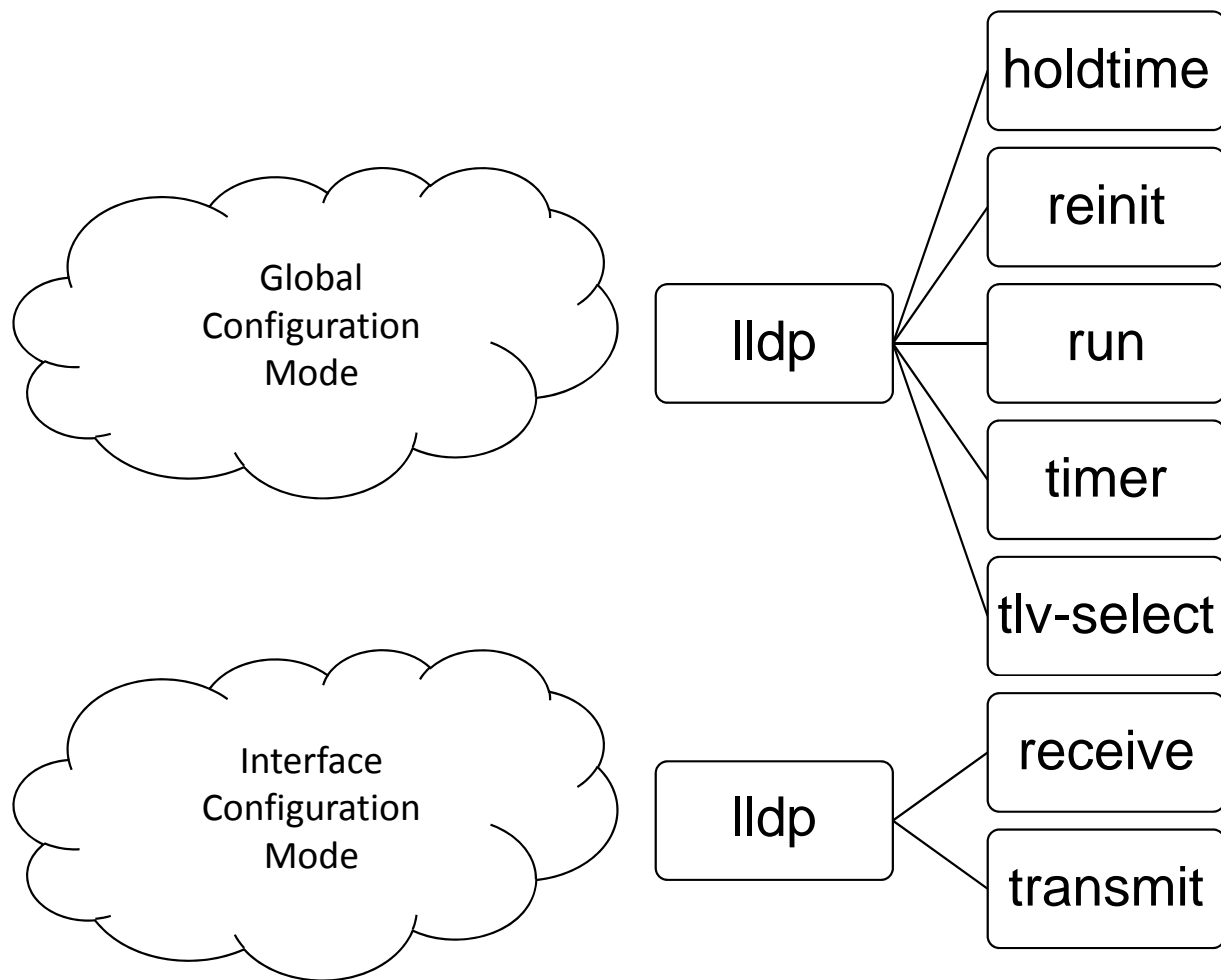 Global
Configuration
Mode
lldp
holdtime
reinit
run
timer
tlv-select
Interface
Configuration
Mode
lldp
receive
transmit